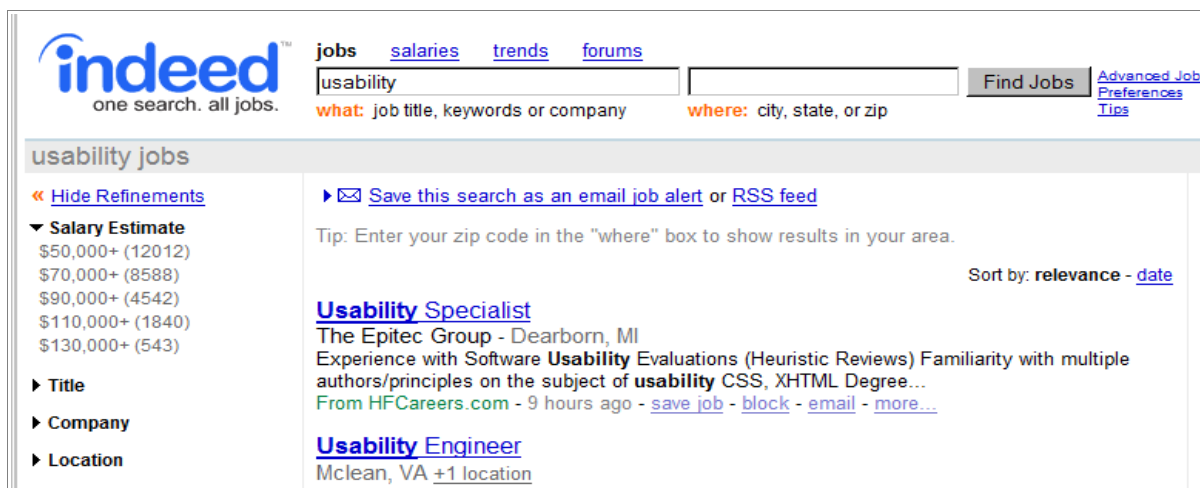 indeed™
one search. all jobs.
jobs salaries trends forums
usability
Find Jobs
Advanced Job
Preferences
Tips
what: job title, keywords or company
where: city, state, or zip
usability jobs
« Hide Refinements
Salary Estimate
$50,000+ (12012)
$70,000+ (8588)
$90,000+ (4542)
$110,000+ (1840)
$130,000+ (543)
Title
Company
Location
Save this search as an email job alert or RSS feed
Tip: Enter your zip code in the "where" box to show results in your area.
Sort by: relevance - date
Usability Specialist
The Epitec Group - Dearborn, MI
Experience with Software Usability Evaluations (Heuristic Reviews) Familiarity with multiple
authors/principles on the subject of usability CSS, XHTML Degree...
From HFCareers.com - 9 hours ago - save job - block - email - more...
Usability Engineer
Mclean, VA +1 location